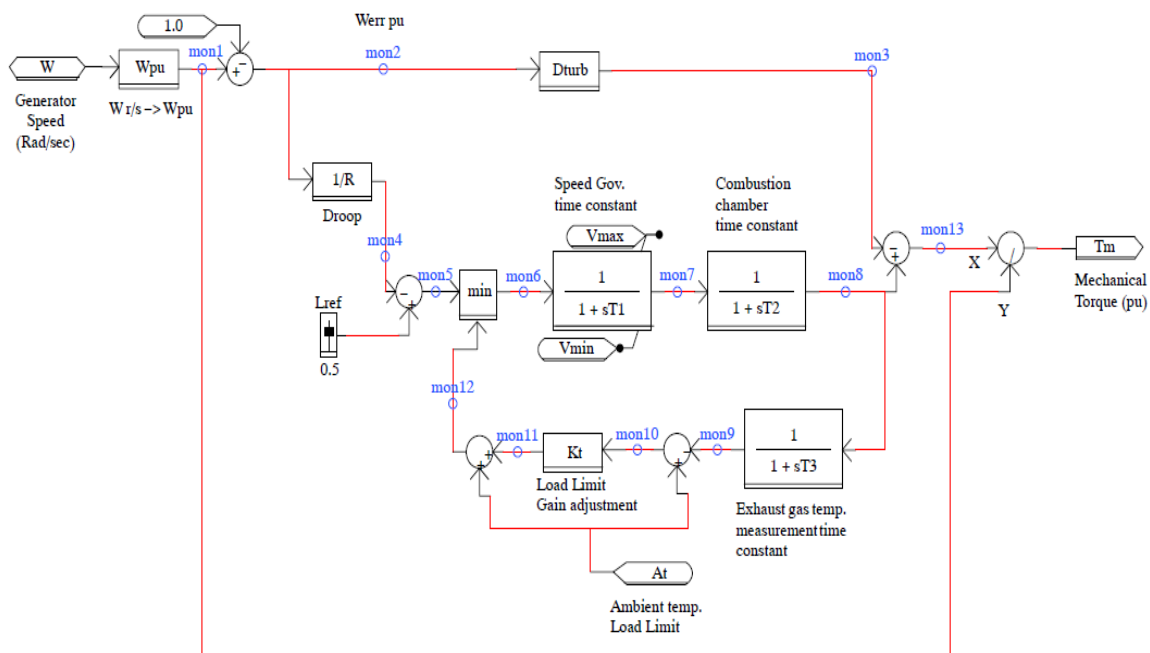 1.0
Werr pu
mon1
mon2
mon3
W
Wpu
+
-
Dturb
Generator
Speed
(Rad/sec)
W r/s ->Wpu
1/R
Droop
Speed Gov.
time constant
Combustion
chamber
time constant
Vmax
mon4
mon5
min
mon6
1
1 + sT1
mon7
1
1 + sT2
mon8
-
+
mon13
X
/
Tm
Mechanical
Torque (pu)
Y
-
+
Lref
0.5
Vmin
mon12
mon11
Kt
mon10
mon9
1
1 + sT3
+
+
+
-
Load Limit
Gain adjustment
Exhaust gas temp.
measurement time
constant
At
Ambient temp.
Load Limit